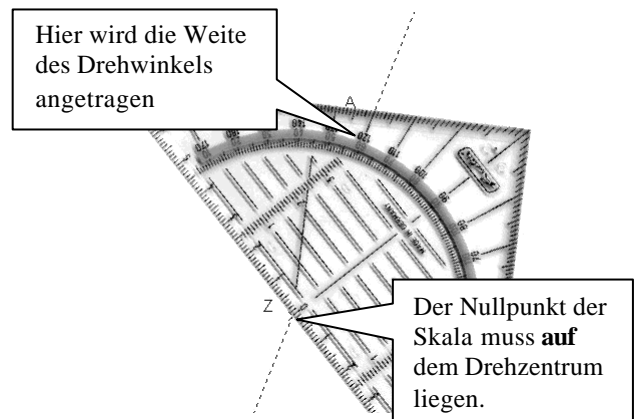 Hier wird die Weite
des Drehwinkels
angetragen
A
Z
Der Nullpunkt der
Skala muss auf
dem Drehzentrum
liegen.